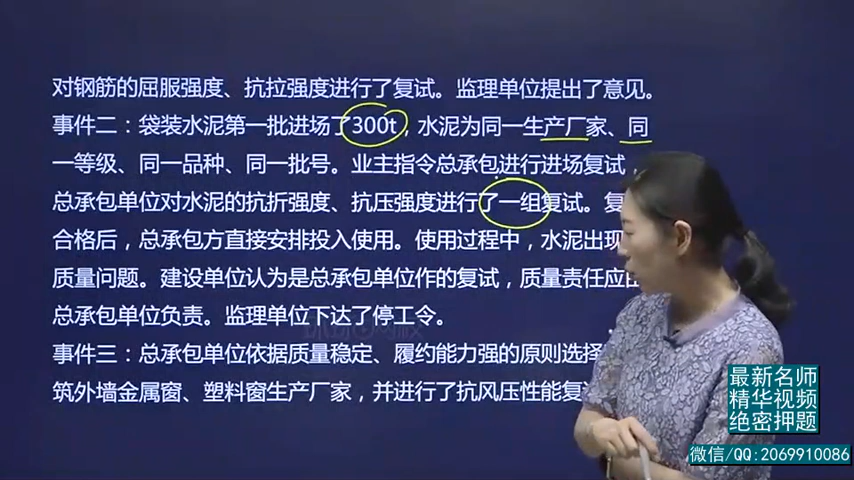 对钢筋的屈服强度、抗拉强度进行了复试。监理单位提出了意见。
事件二：袋装水泥第一批进场了300t，水泥为同一生产厂家、同
一等级、同一品种、同一批号。业主指令总承包进行进场复试，
总承包单位对水泥的抗折强度、抗压强度进行了一组复试。复
合格后，总承包方直接安排投入使用。使用过程中，水泥出现
质量问题。建设单位认为是总承包单位作的复试，质量责任应由
总承包单位负责。监理单位下达了停工令。
事件三：总承包单位依据质量稳定、履约能力强的原则选择
筑外墙金属窗、塑料窗生产厂家，并进行了抗风压性能复
最新名师
精华视频
绝密押题
微信/QQ:2069910086